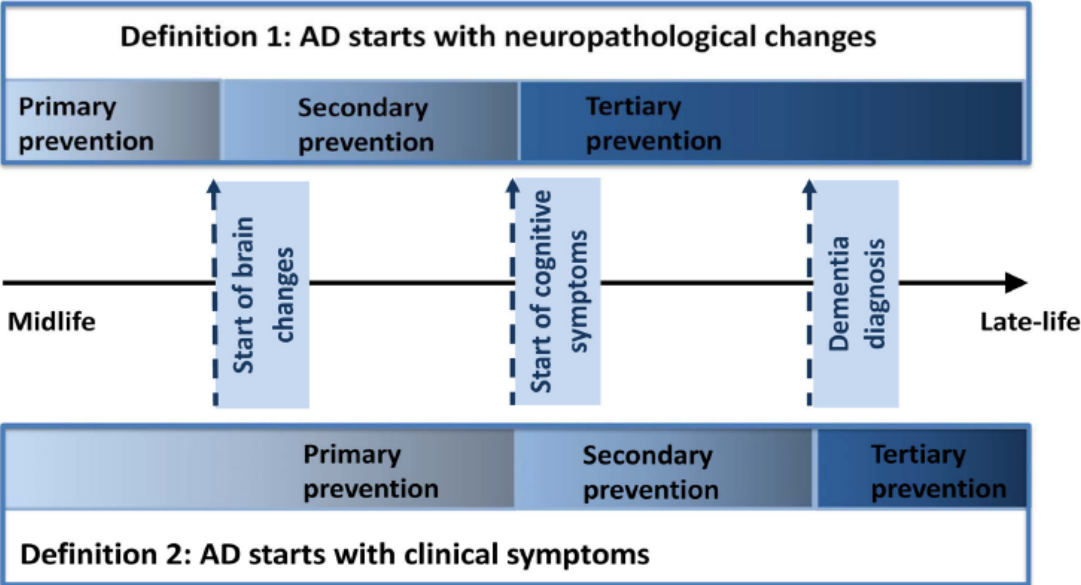 Definition 1: AD starts with neuropathological changes
Primary
prevention
Secondary
prevention
Tertiary
prevention
Start of brain
changes
Start of cognitive
symptoms
Dementia
diagnosis
Midlife
Late-life
Primary
prevention
Secondary
prevention
Tertiary
prevention
Definition 2: AD starts with clinical symptoms